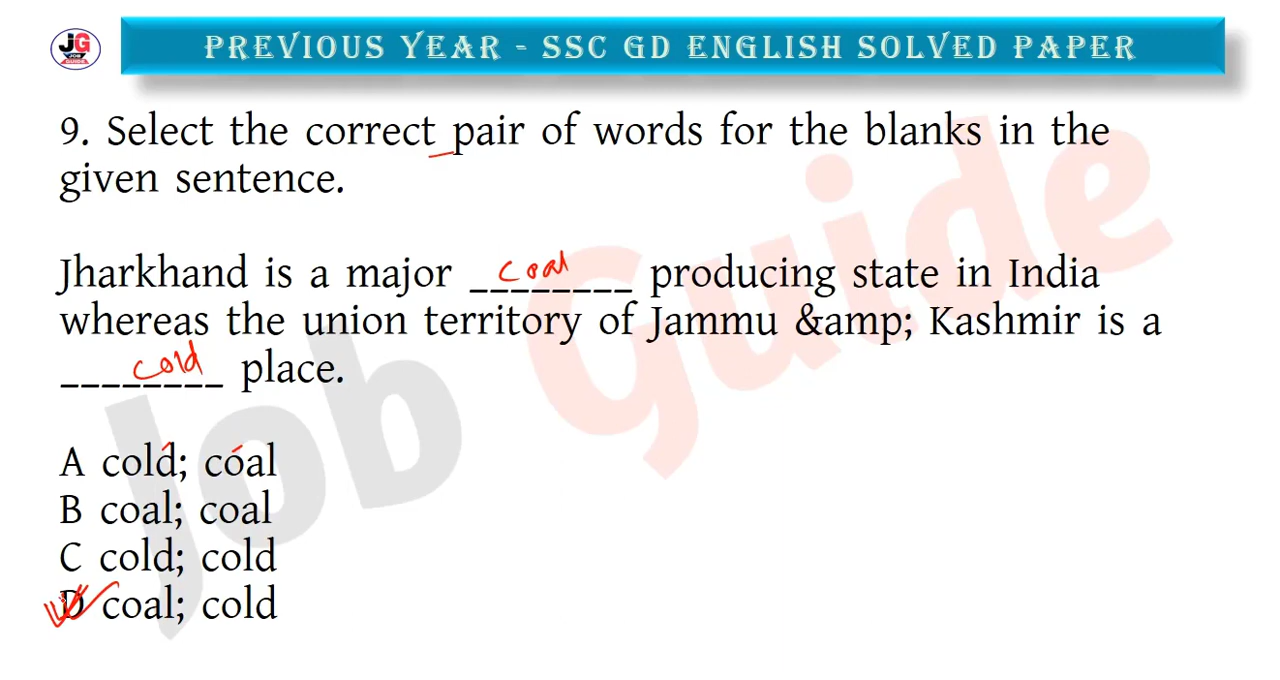 JG
JOB
GUIDE
PREVIOUS YEAR - SSC GD ENGLISH SOLVED PAPER
9. Select the correct pair of words for the blanks in the
given sentence.
Jharkhand is a major ________ coal producing state in India
whereas the union territory of Jammu &amp; Kashmir is a
________ cold place.
A cold; coal
B coal; coal
C cold; cold
D coal; cold
Job Guide